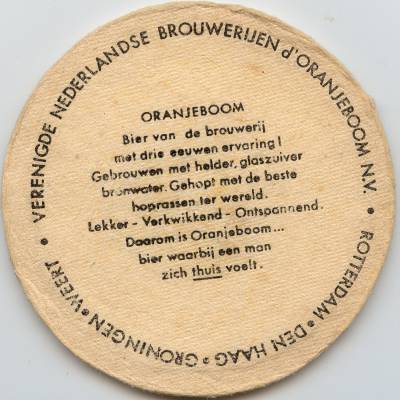 VERENIGDE NEDERLANDSE BROUWERIJEN d'ORANJEBOOM N.V.
• ROTTERDAM • DEN HAAG • GRONINGEN • WEERT •
ORANJEBOOM
Bier van de brouwerij
met drie eeuwen ervaring!
Gebrouwen met helder, glaszuiver
bronwater. Gehopt met de beste
hoprassen ter wereld.
Lekker - Verkwikkend - Ontspannend.
Daarom is Oranjeboom...
bier waarbij een man
zich thuis voelt.